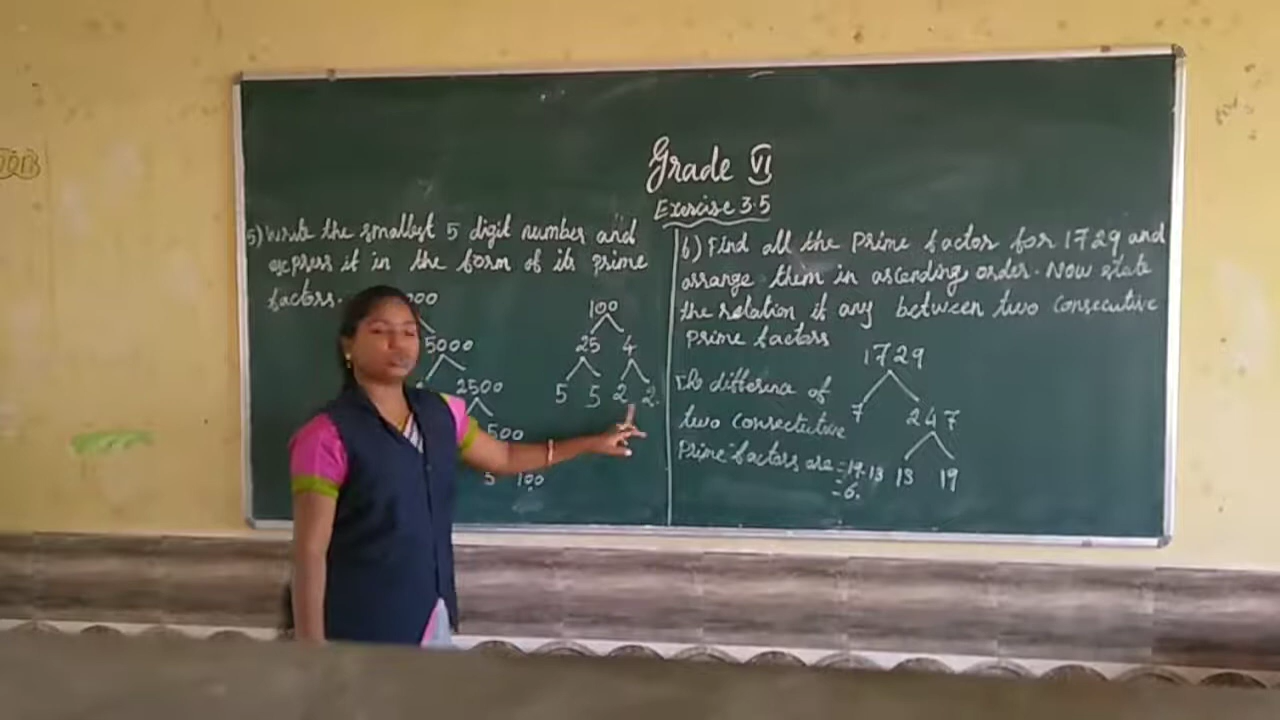 Grade VI
Exercise 3.5
5) Write the smallest 5 digit number and
express it in the form of its prime
factors.
000
5000
2500
500
5 100
100
25 4
5 5 2 2.
6) Find all the Prime factor for 1729 and
arrange them in ascending order. Now state
the relation if any between two consecutive
Prime factors
1729
7 247
13 19
The difference of
two consectutive
Prime factors are = 19-13
= 6.